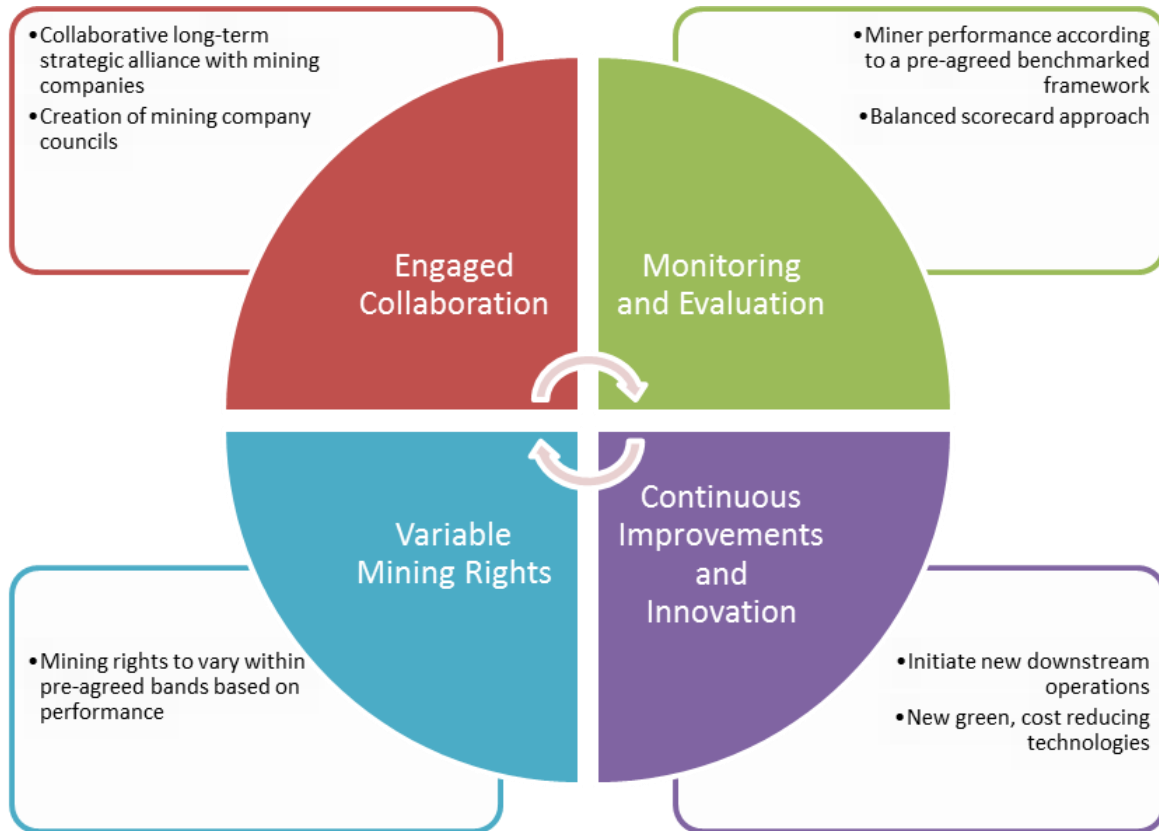 •Collaborative long-term
strategic alliance with mining
companies
•Creation of mining company
councils
•Miner performance according
to a pre-agreed benchmarked
framework
•Balanced scorecard approach
Engaged
Collaboration
Monitoring
and Evaluation
Variable
Mining Rights
Continuous
Improvements
and
Innovation
•Mining rights to vary within
pre-agreed bands based on
performance
•Initiate new downstream
operations
•New green, cost reducing
technologies